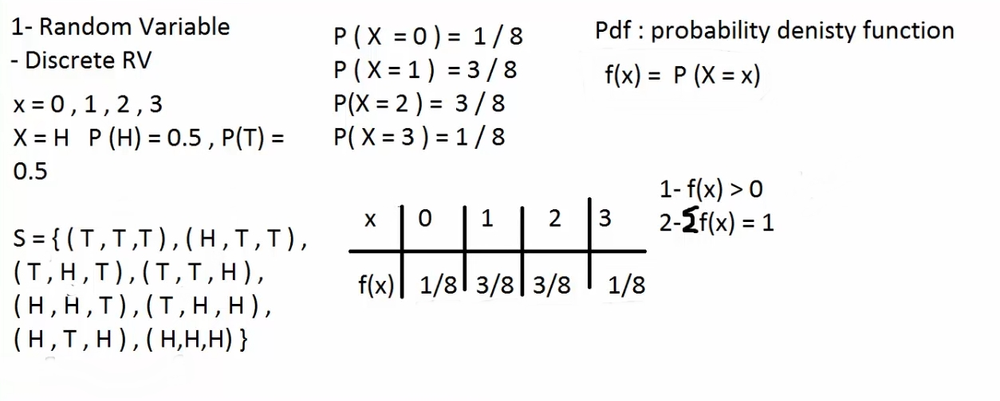 1- Random Variable
- Discrete RV
x = 0 , 1 , 2 , 3
X = H P (H) = 0.5 , P(T) =
0.5
S = { ( T , T ,T ) , ( H , T , T ) ,
( T , H , T ) , ( T , T , H ) ,
( H , H , T ) , ( T , H , H ) ,
( H , T , H ) , ( H,H,H) }
P ( X = 0 ) = 1 / 8
P ( X = 1 ) = 3 / 8
P(X = 2 ) = 3 / 8
P( X = 3 ) = 1 / 8
x 0 1 2 3
f(x) 1/8 3/8 3/8 1/8
Pdf : probability denisty function
f(x) = P (X = x)
1- f(x) > 0
2-Σf(x) = 1